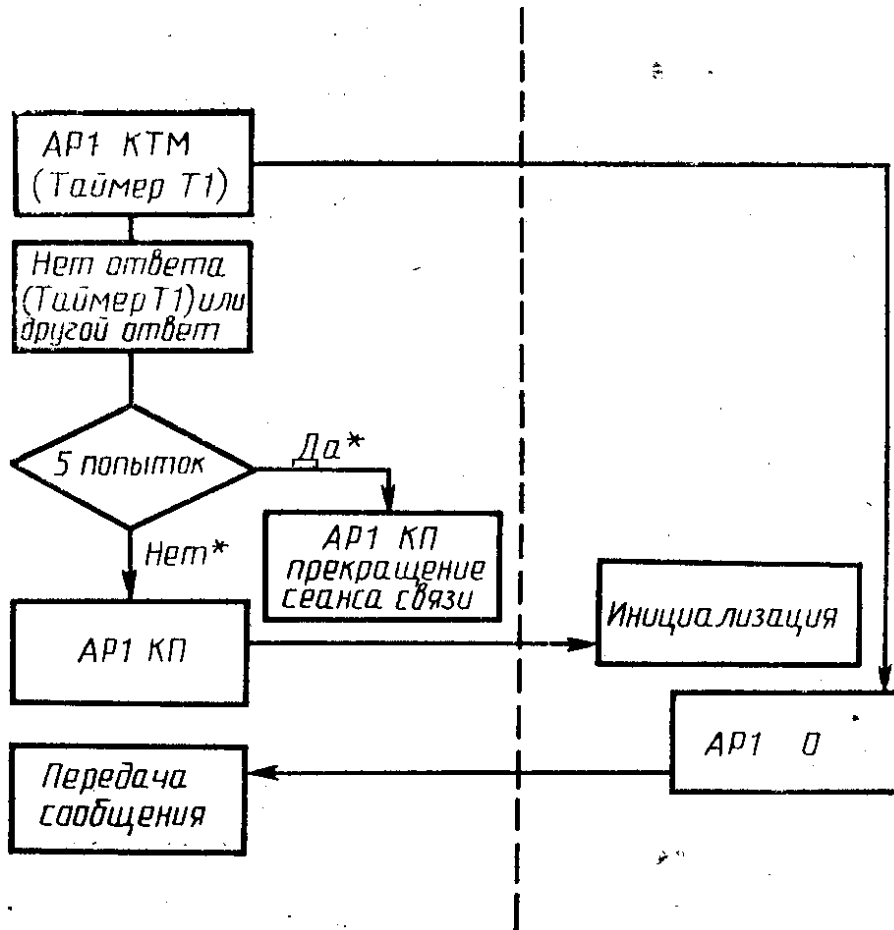 АР1 КТМ
(Таймер Т1)
Нет ответа
(Таймер Т1) или
другой ответ
5 попыток
Да*
Нет*
АР1 КП
прекращение
сеанса связи
АР1 КП
Инициализация
АР1 0
Передача
сообщения